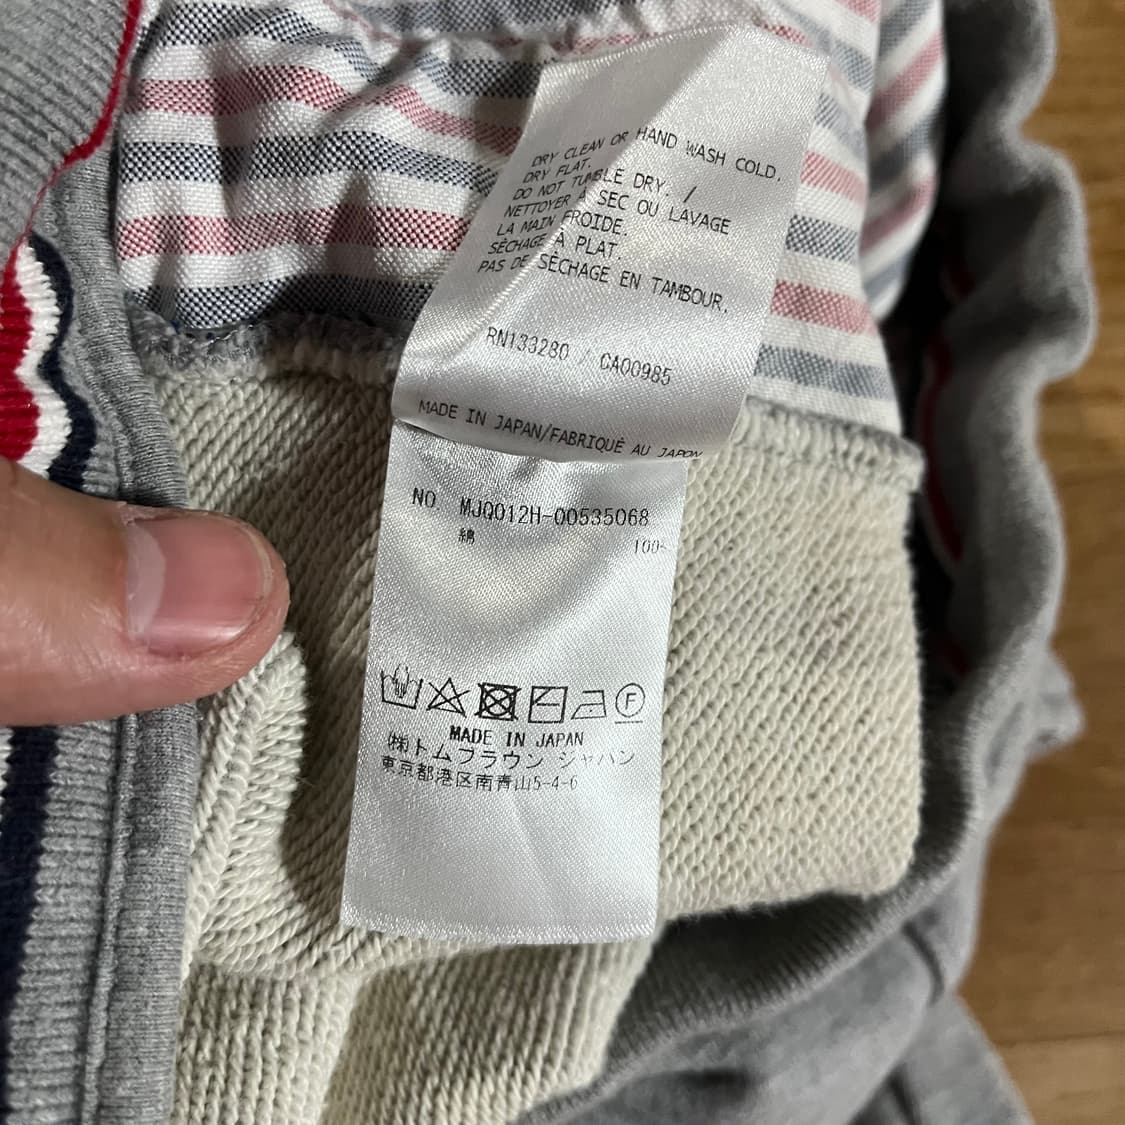 DRY CLEAN OR HAND WASH COLD.
DRY FLAT.
DO NOT TUMBLE DRY. /
NETTOYER À SEC OU LAVAGE
LA MAIN FROIDE.
SÈCHAGE À PLAT.
PAS DE SÈCHAGE EN TAMBOUR.
RN133280 / CA00985
MADE IN JAPAN/FABRIQUÉ AU JAPON
NO. MJQ012H-00535068
綿 100%
F
MADE IN JAPAN
(株)トムブラウン ジャパン
東京都港区南青山5-4-6